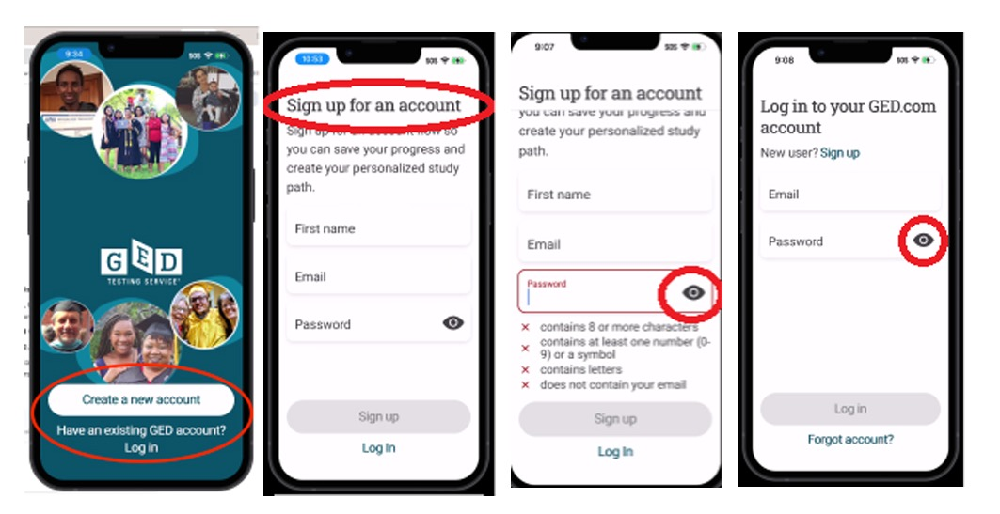 9:34
SOS
GED
TESTING SERVICE
Create a new account
Have an existing GED account?
Log in
10:53
SOS
Sign up for an account
Sign up for an account now so
you can save your progress and
create your personalized study
path.
First name
Email
Password
Sign up
Log In
9:07
SOS
Sign up for an account
you can save your progress and
create your personalized study
path.
First name
Email
Password
× contains 8 or more characters
× contains at least one number (0-
9) or a symbol
× contains letters
× does not contain your email
Sign up
Log In
9:08
SOS
Log in to your GED.com
account
New user? Sign up
Email
Password
Log in
Forgot account?